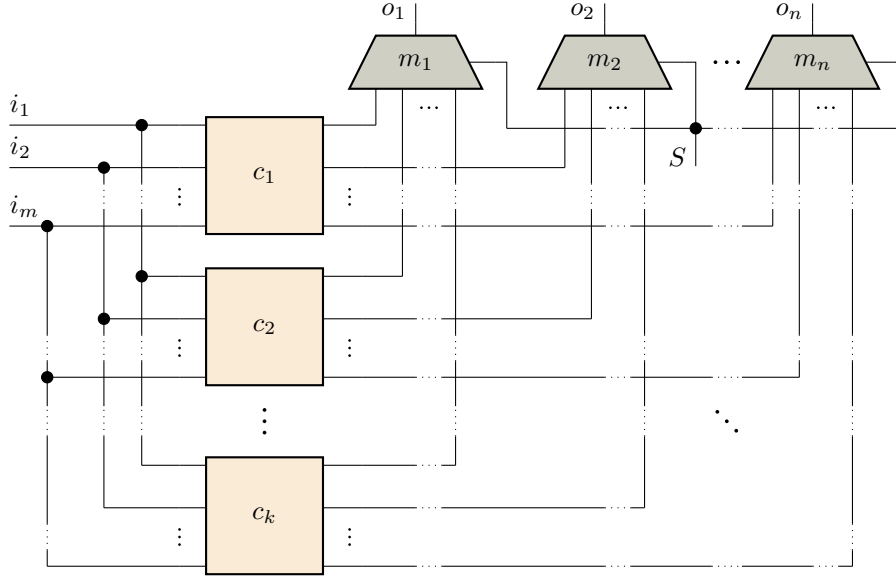 o₁ o₂ oₙ
m₁ m₂ ⋯ mₙ
⋯ ⋯ ⋯
i₁
i₂
S
c₁
iₘ
c₂
cₖ